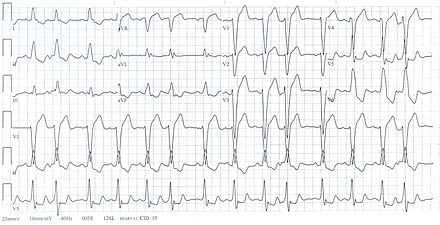 I aVR V1 V4
II aVL V2 V5
III aVF V3
V1
II
V5
25mm/s 10mm/mV 40Hz 005E 12SL CID: 15